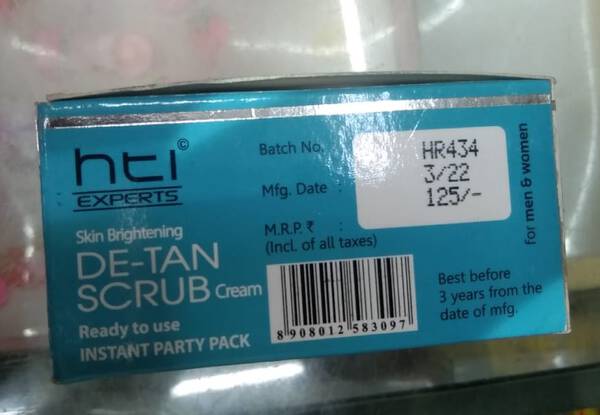 hti©
EXPERTS
Skin Brightening
DE-TAN
SCRUB Cream
Ready to use
INSTANT PARTY PACK
Batch No. HR434
Mfg. Date : 3/22
M.R.P. ₹ : 125/-
(Incl. of all taxes)
8 908012 583097
Best before
3 years from the
date of mfg.
for men & women